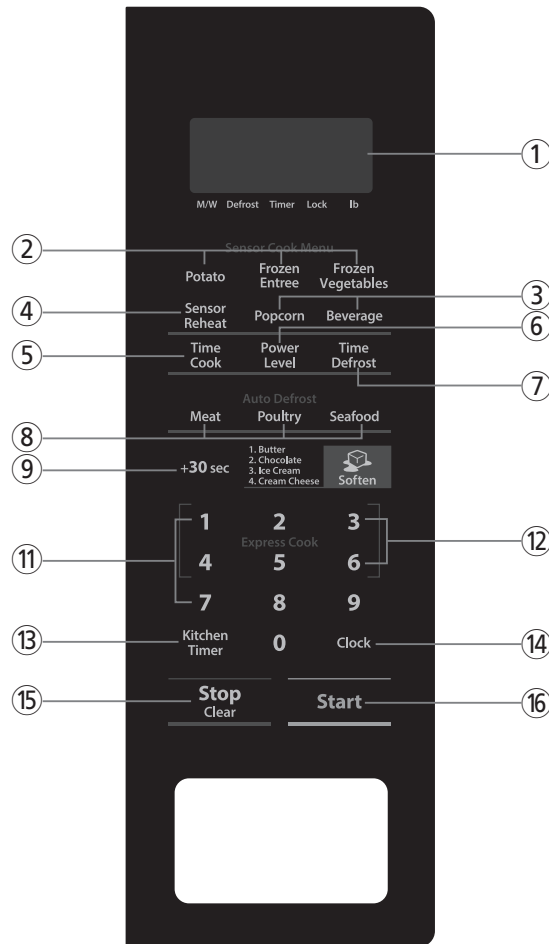 ①
M/W Defrost Timer Lock lb
②
Sensor Cook Menu
Potato Frozen Entree Frozen Vegetables
③
④
Sensor Reheat Popcorn Beverage
⑥
⑤
Time Cook Power Level Time Defrost
⑦
Auto Defrost
Meat Poultry Seafood
⑧
⑨
+30 sec
1. Butter
2. Chocolate
3. Ice Cream
4. Cream Cheese
Soften
1 2 3
⑪
Express Cook
⑫
4 5 6
7 8 9
⑬
Kitchen Timer 0 Clock
⑭
⑮
Stop
Clear
Start
⑯